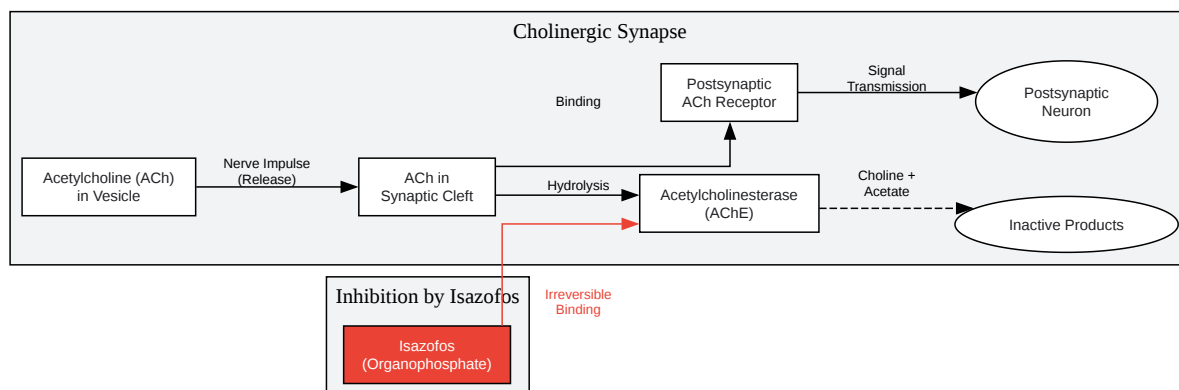 Cholinergic Synapse
Acetylcholine (ACh)
in Vesicle
Nerve Impulse
(Release)
ACh in
Synaptic Cleft
Binding
Postsynaptic
ACh Receptor
Signal
Transmission
Postsynaptic
Neuron
Hydrolysis
Acetylcholinesterase
(AChE)
Choline +
Acetate
Inactive Products
Inhibition by Isazofos
Isazofos
(Organophosphate)
Irreversible
Binding